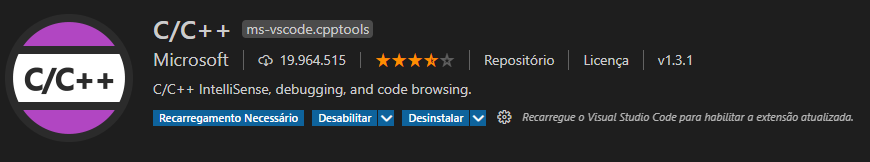 C/C++
C/C++ ms-vscode.cpptools
Microsoft 19.964.515 Repositório Licença v1.3.1
C/C++ IntelliSense, debugging, and code browsing.
Recarregamento Necessário Desabilitar Desinstalar Recarregue o Visual Studio Code para habilitar a extensão atualizada.